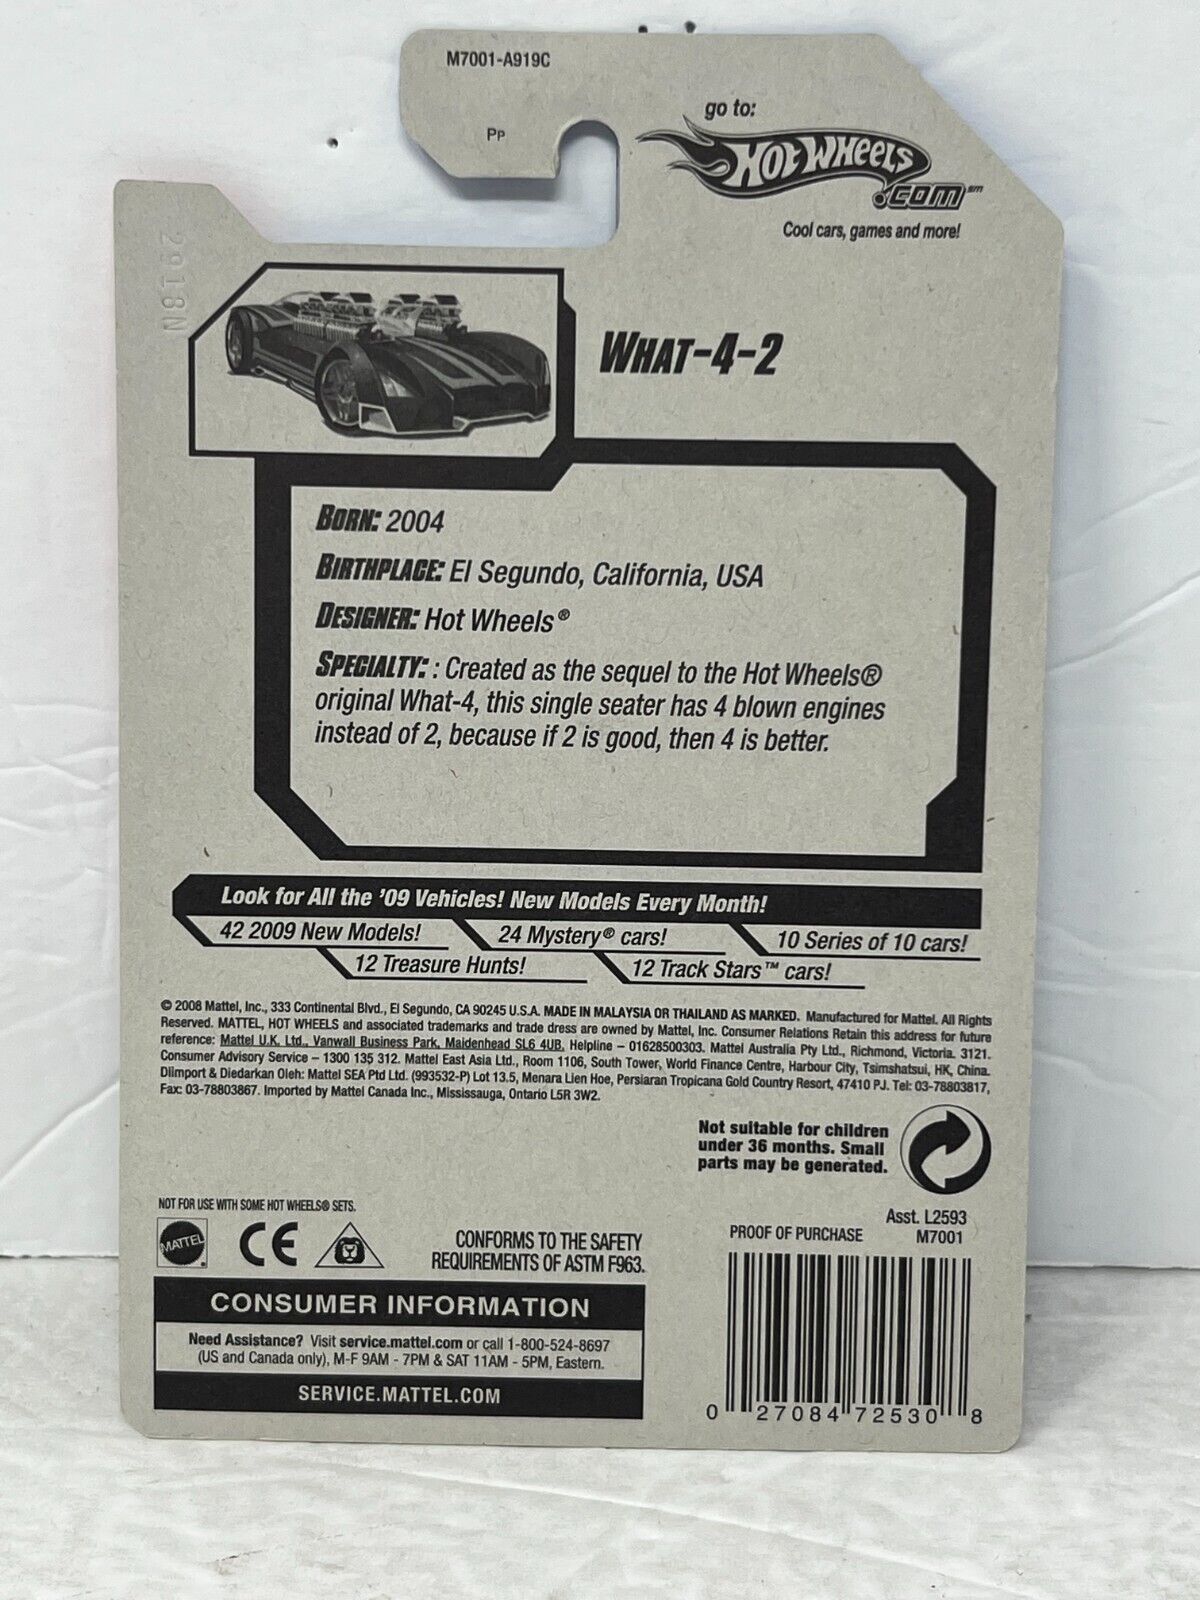 M7001-A919C
Pp
go to:
Hot Wheels
.com℠
Cool cars, games and more!
2918N
What-4-2
Born: 2004
Birthplace: El Segundo, California, USA
Designer: Hot Wheels®
Specialty: : Created as the sequel to the Hot Wheels®
original What-4, this single seater has 4 blown engines
instead of 2, because if 2 is good, then 4 is better.
Look for All the '09 Vehicles! New Models Every Month!
42 2009 New Models! 24 Mystery® cars! 10 Series of 10 cars!
12 Treasure Hunts! 12 Track Stars™ cars!
© 2008 Mattel, Inc., 333 Continental Blvd., El Segundo, CA 90245 U.S.A. MADE IN MALAYSIA OR THAILAND AS MARKED. Manufactured for Mattel. All Rights
Reserved. MATTEL, HOT WHEELS and associated trademarks and trade dress are owned by Mattel, Inc. Consumer Relations Retain this address for future
reference: Mattel U.K. Ltd., Vanwall Business Park, Maidenhead SL6 4UB, Helpline – 01628500303. Mattel Australia Pty Ltd., Richmond, Victoria. 3121.
Consumer Advisory Service – 1300 135 312. Mattel East Asia Ltd., Room 1106, South Tower, World Finance Centre, Harbour City, Tsimshatsui, HK, China.
Diimport & Diedarkan Oleh: Mattel SEA Ptd Ltd. (993532-P) Lot 13.5, Menara Lien Hoe, Persiaran Tropicana Gold Country Resort, 47410 PJ. Tel: 03-78803817,
Fax: 03-78803867. Imported by Mattel Canada Inc., Mississauga, Ontario L5R 3W2.
Not suitable for children
under 36 months. Small
parts may be generated.
NOT FOR USE WITH SOME HOT WHEELS® SETS.
MATTEL
CE
CONFORMS TO THE SAFETY
REQUIREMENTS OF ASTM F963.
Asst. L2593
PROOF OF PURCHASE M7001
CONSUMER INFORMATION
Need Assistance? Visit service.mattel.com or call 1-800-524-8697
(US and Canada only), M-F 9AM - 7PM & SAT 11AM - 5PM, Eastern.
SERVICE.MATTEL.COM
0 27084 72530 8